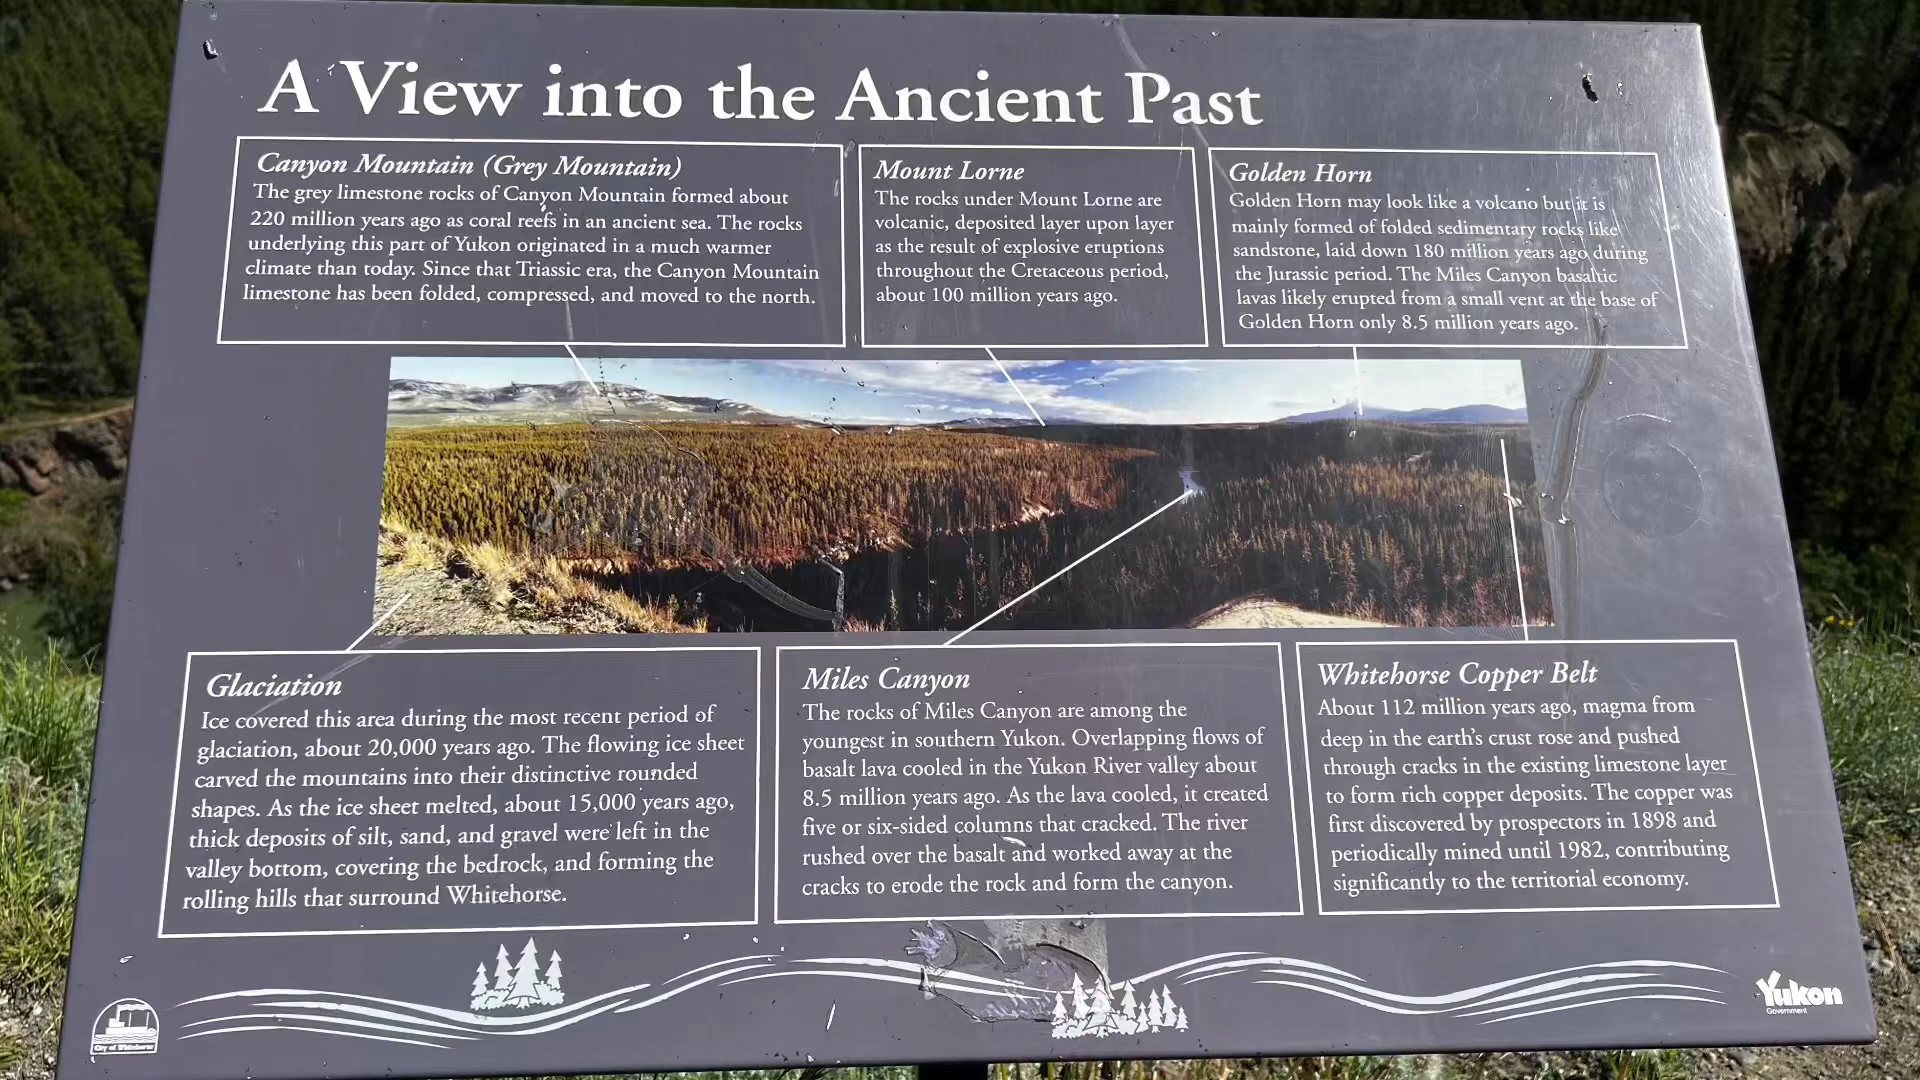 A View into the Ancient Past
Canyon Mountain (Grey Mountain)
The grey limestone rocks of Canyon Mountain formed about
220 million years ago as coral reefs in an ancient sea. The rocks
underlying this part of Yukon originated in a much warmer
climate than today. Since that Triassic era, the Canyon Mountain
limestone has been folded, compressed, and moved to the north.
Mount Lorne
The rocks under Mount Lorne are
volcanic, deposited layer upon layer
as the result of explosive eruptions
throughout the Cretaceous period,
about 100 million years ago.
Golden Horn
Golden Horn may look like a volcano but it is
mainly formed of folded sedimentary rocks like
sandstone, laid down 180 million years ago during
the Jurassic period. The Miles Canyon basaltic
lavas likely erupted from a small vent at the base of
Golden Horn only 8.5 million years ago.
Glaciation
Ice covered this area during the most recent period of
glaciation, about 20,000 years ago. The flowing ice sheet
carved the mountains into their distinctive rounded
shapes. As the ice sheet melted, about 15,000 years ago,
thick deposits of silt, sand, and gravel were left in the
valley bottom, covering the bedrock, and forming the
rolling hills that surround Whitehorse.
Miles Canyon
The rocks of Miles Canyon are among the
youngest in southern Yukon. Overlapping flows of
basalt lava cooled in the Yukon River valley about
8.5 million years ago. As the lava cooled, it created
five or six-sided columns that cracked. The river
rushed over the basalt and worked away at the
cracks to erode the rock and form the canyon.
Whitehorse Copper Belt
About 112 million years ago, magma from
deep in the earth's crust rose and pushed
through cracks in the existing limestone layer
to form rich copper deposits. The copper was
first discovered by prospectors in 1898 and
periodically mined until 1982, contributing
significantly to the territorial economy.
City of Whitehorse
Yukon
Government